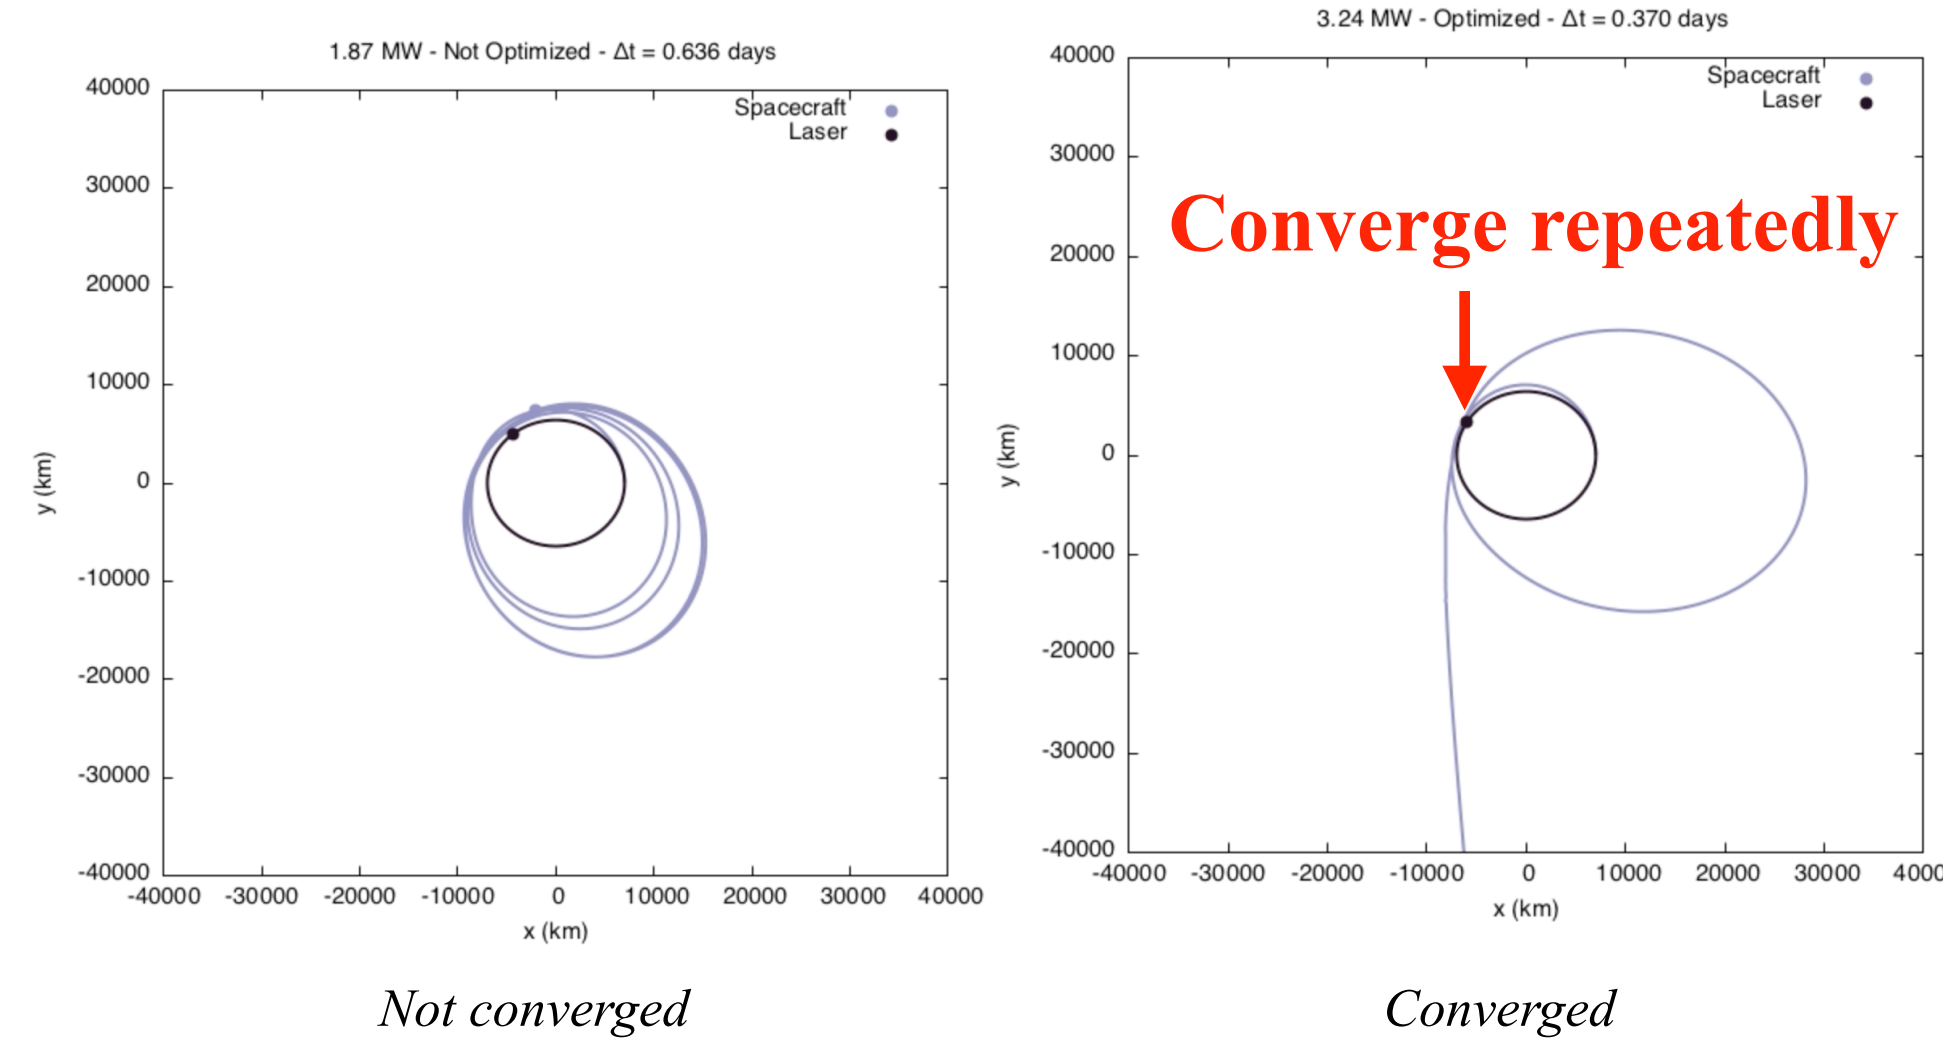 1.87 MW - Not Optimized - Δt = 0.636 days
40000
30000
20000
10000
0
-10000
-20000
-30000
-40000
y (km)
Spacecraft
Laser
-40000 -30000 -20000 -10000 0 10000 20000 30000 40000
x (km)
Not converged
3.24 MW - Optimized - Δt = 0.370 days
40000
30000
20000
10000
0
-10000
-20000
-30000
-40000
y (km)
Spacecraft
Laser
Converge repeatedly
-40000 -30000 -20000 -10000 0 10000 20000 30000 4000
x (km)
Converged